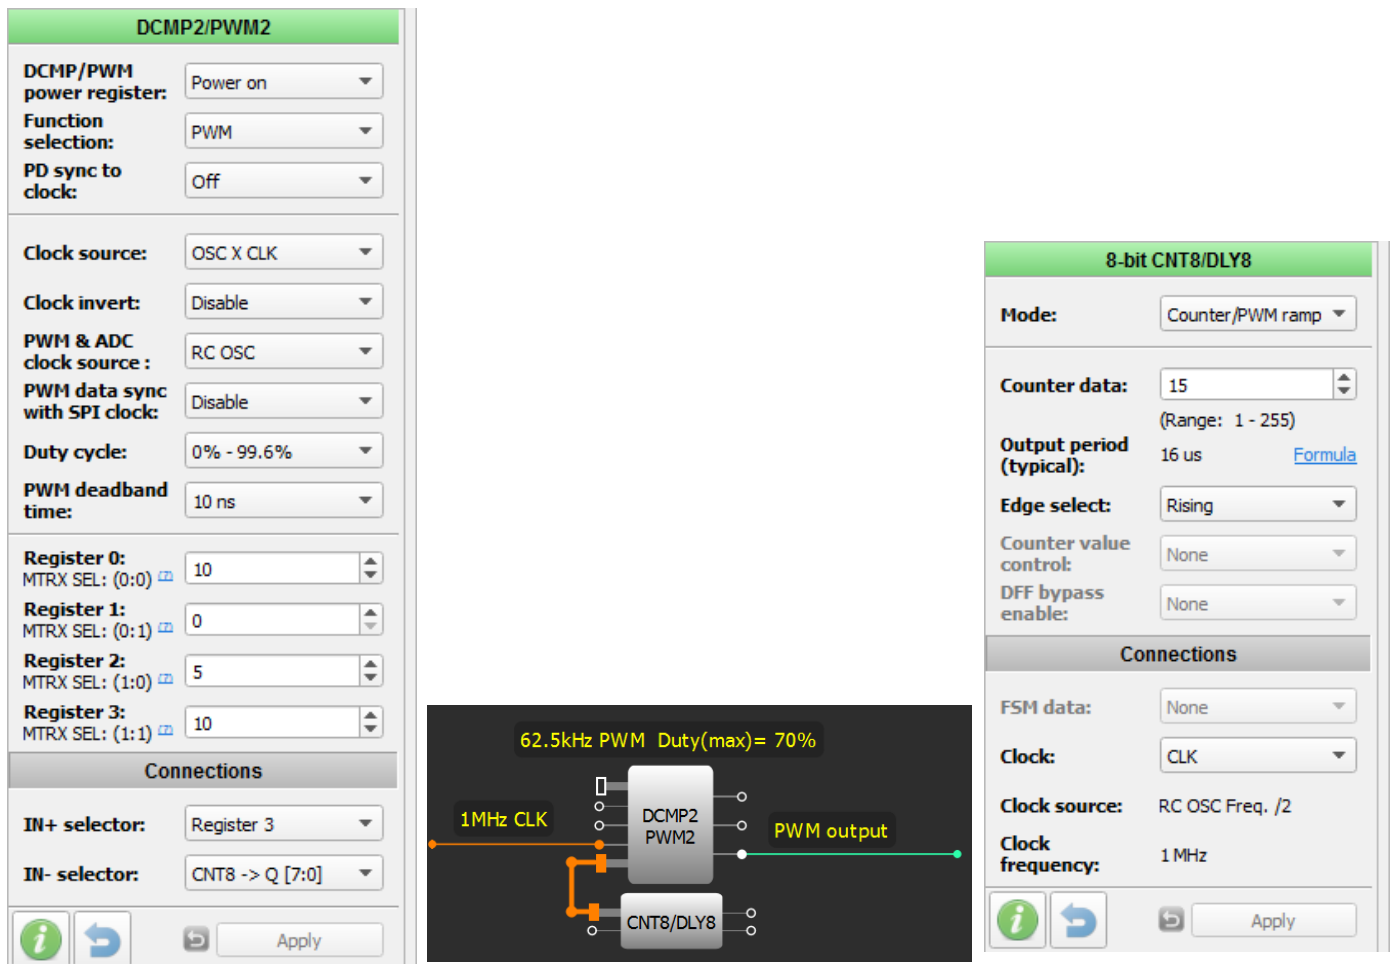 DCMP2/PWM2
DCMP/PWM
power register:
Power on
Function
selection:
PWM
PD sync to
clock:
Off
Clock source:
OSC X CLK
Clock invert:
Disable
PWM & ADC
clock source :
RC OSC
PWM data sync
with SPI clock:
Disable
Duty cycle:
0% - 99.6%
PWM deadband
time:
10 ns
Register 0:
MTRX SEL: (0:0)
10
Register 1:
MTRX SEL: (0:1)
0
Register 2:
MTRX SEL: (1:0)
5
Register 3:
MTRX SEL: (1:1)
10
Connections
IN+ selector:
Register 3
IN- selector:
CNT8 -> Q [7:0]
Apply
62.5kHz PWM Duty(max)= 70%
1MHz CLK
DCMP2
PWM2
PWM output
CNT8/DLY8
8-bit CNT8/DLY8
Mode:
Counter/PWM ramp
Counter data:
15
(Range: 1 - 255)
Output period
(typical):
16 us
Formula
Edge select:
Rising
Counter value
control:
None
DFF bypass
enable:
None
Connections
FSM data:
None
Clock:
CLK
Clock source:
RC OSC Freq. /2
Clock
frequency:
1 MHz
Apply